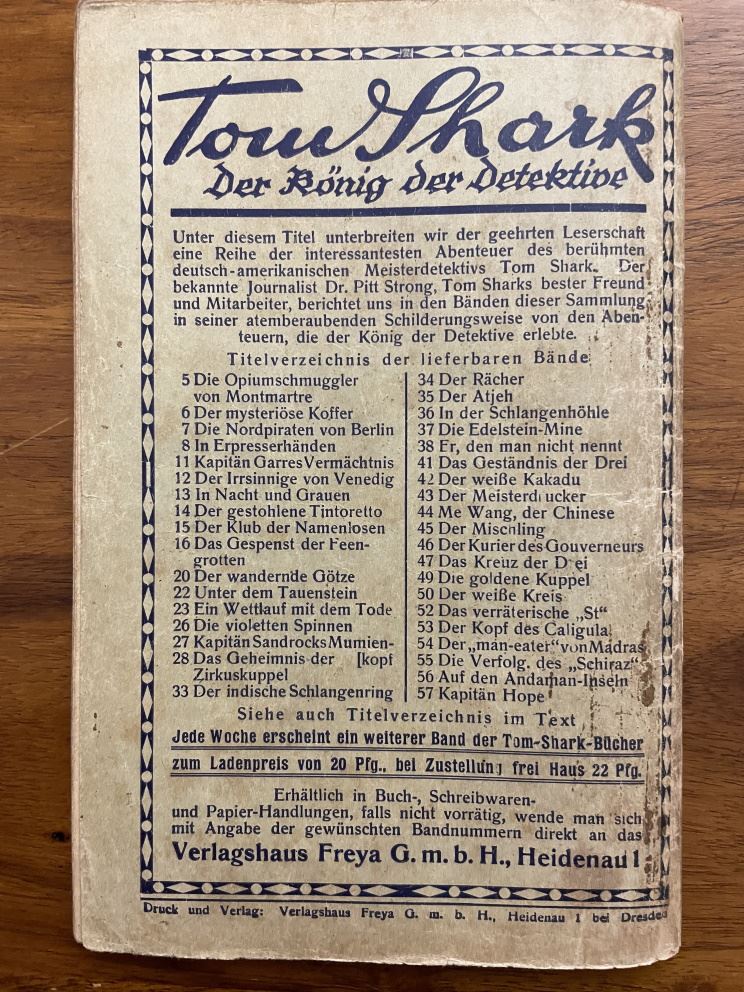 Tom Shark
Der König der Detektive
Unter diesem Titel unterbreiten wir der geehrten Leserschaft
eine Reihe der interessantesten Abenteuer des berühmten
deutsch-amerikanischen Meisterdetektivs Tom Shark. Der
bekannte Journalist Dr. Pitt Strong, Tom Sharks bester Freund
und Mitarbeiter, berichtet uns in den Bänden dieser Sammlung
in seiner atemberaubenden Schilderungsweise von den Aben-
teuern, die der König der Detektive erlebte.
Titelverzeichnis der lieferbaren Bände
5 Die Opiumschmuggler
von Montmartre
6 Der mysteriöse Koffer
7 Die Nordpiraten von Berlin
8 In Erpresserhänden
11 Kapitän Garres Vermächtnis
12 Der Irrsinnige von Venedig
13 In Nacht und Grauen
14 Der gestohlene Tintoretto
15 Der Klub der Namenlosen
16 Das Gespenst der Feen-
grotten
20 Der wandernde Götze
22 Unter dem Tauenstein
23 Ein Wettlauf mit dem Tode
26 Die violetten Spinnen
27 Kapitän Sandrocks Mumien-
28 Das Geheimnis der [kopf
Zirkuskuppel
33 Der indische Schlangenring
34 Der Rächer
35 Der Atjeh
36 In der Schlangenhöhle
37 Die Edelstein-Mine
38 Er, den man nicht nennt
41 Das Geständnis der Drei
42 Der weiße Kakadu
43 Der Meisterdrucker
44 Me Wang, der Chinese
45 Der Mischling
46 Der Kurier des Gouverneurs
47 Das Kreuz der Drei
49 Die goldene Kuppel
50 Der weiße Kreis
52 Das verräterische „St“
53 Der Kopf des Caligula
54 Der „man-eater“ von Madras
55 Die Verfolg. des „Schiraz“
56 Auf den Andaman-Inseln
57 Kapitän Hope
Siehe auch Titelverzeichnis im Text
Jede Woche erscheint ein weiterer Band der Tom-Shark-Bücher
zum Ladenpreis von 20 Pfg., bei Zustellung frei Haus 22 Pfg.
Erhältlich in Buch-, Schreibwaren-
und Papier-Handlungen, falls nicht vorrätig, wende man sich
mit Angabe der gewünschten Bandnummern direkt an das
Verlagshaus Freya G. m. b. H., Heidenau 1
Druck und Verlag: Verlagshaus Freya G. m. b. H., Heidenau 1 bei Dresden